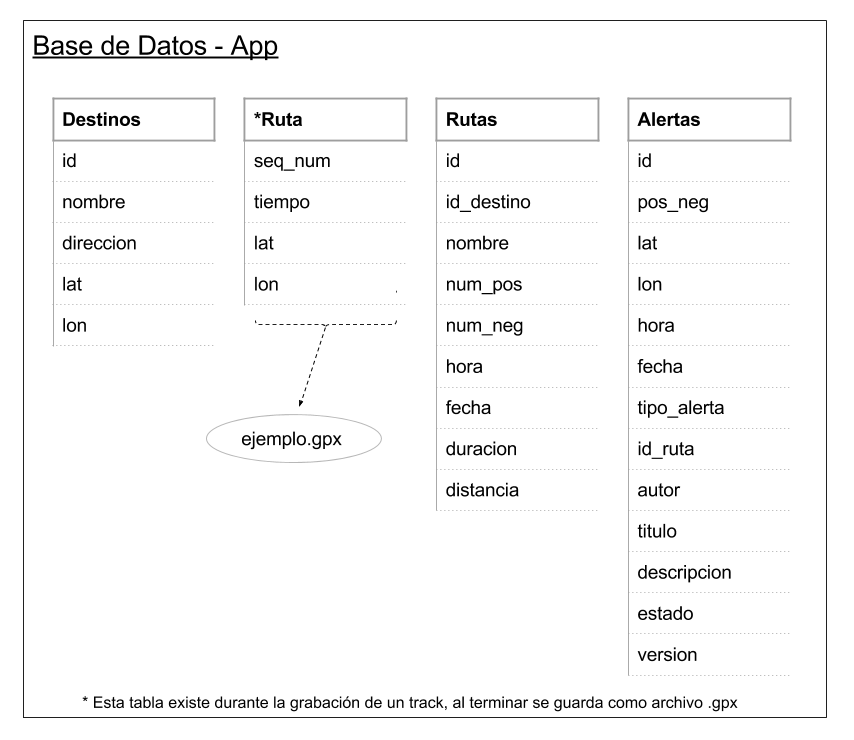 Base de Datos - App
Destinos
id
nombre
direccion
lat
lon
*Ruta
seq_num
tiempo
lat
lon
ejemplo.gpx
Rutas
id
id_destino
nombre
num_pos
num_neg
hora
fecha
duracion
distancia
Alertas
id
pos_neg
lat
lon
hora
fecha
tipo_alerta
id_ruta
autor
titulo
descripcion
estado
version
* Esta tabla existe durante la grabación de un track, al terminar se guarda como archivo .gpx